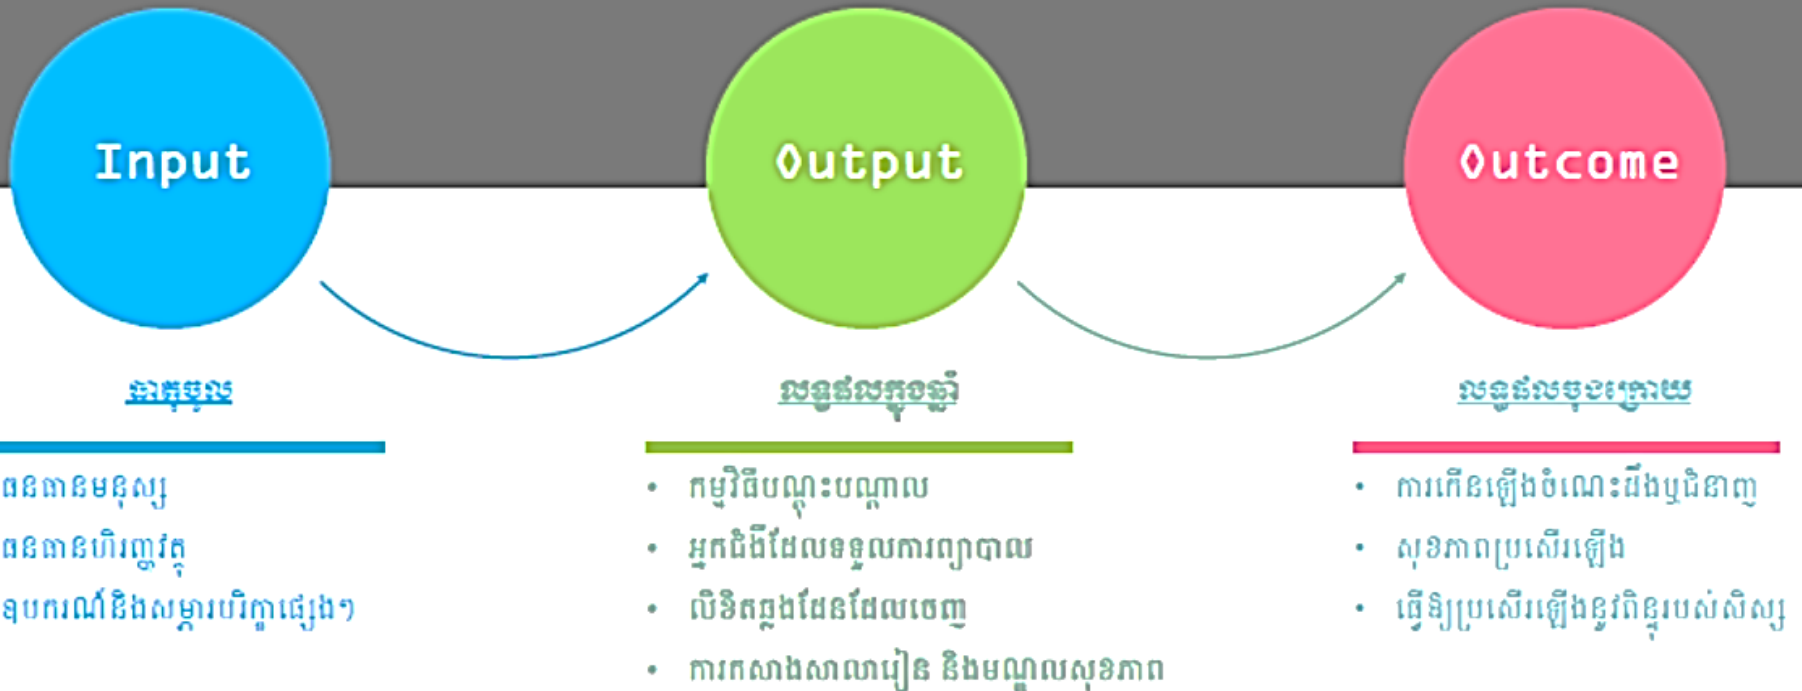 Input
Output
Outcome
ធាតុចូល
លទ្ធផលក្នុងឆ្នាំ
លទ្ធផលចុងក្រោយ
ធនធានមនុស្ស
ធនធានហិរញ្ញវត្ថុ
ឧបករណ៍និងសម្ភារបរិក្ខាផ្សេងៗ
• កម្មវិធីបណ្តុះបណ្តាល
• អ្នកជំងឺដែលទទួលការព្យាបាល
• លិខិតឆ្លងដែនដែលចេញ
• ការកសាងសាលារៀន និងមណ្ឌលសុខភាព
• ការកើនឡើងចំណេះដឹងឬជំនាញ
• សុខភាពប្រសើរឡើង
• ធ្វើឱ្យប្រសើរឡើងនូវពិន្ទុរបស់សិស្ស